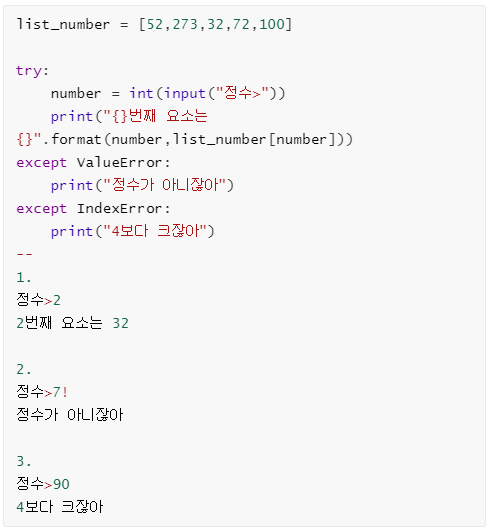 list_number = [52,273,32,72,100]
try:
number = int(input("정수>"))
print("{}번째 요소는
{}".format(number,list_number[number]))
except ValueError:
print("정수가 아니잖아")
except IndexError:
print("4보다 크잖아")
--
1.
정수>2
2번째 요소는 32
2.
정수>7!
정수가 아니잖아
3.
정수>90
4보다 크잖아